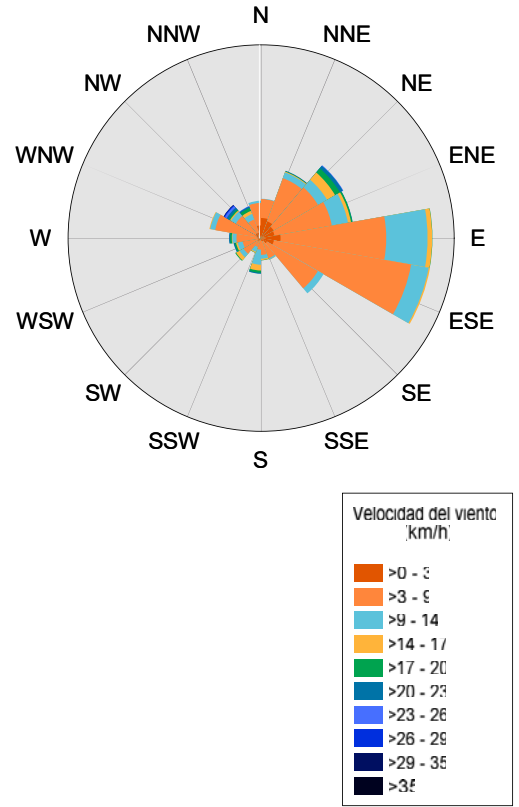 N
NNW
NNE
NW
NE
WNW
ENE
W
E
WSW
ESE
SW
SE
SSW
SSE
S
Velocidad del viento
(km/h)
>0 - 3
>3 - 9
>9 - 14
>14 - 17
>17 - 20
>20 - 23
>23 - 26
>26 - 29
>29 - 35
>35